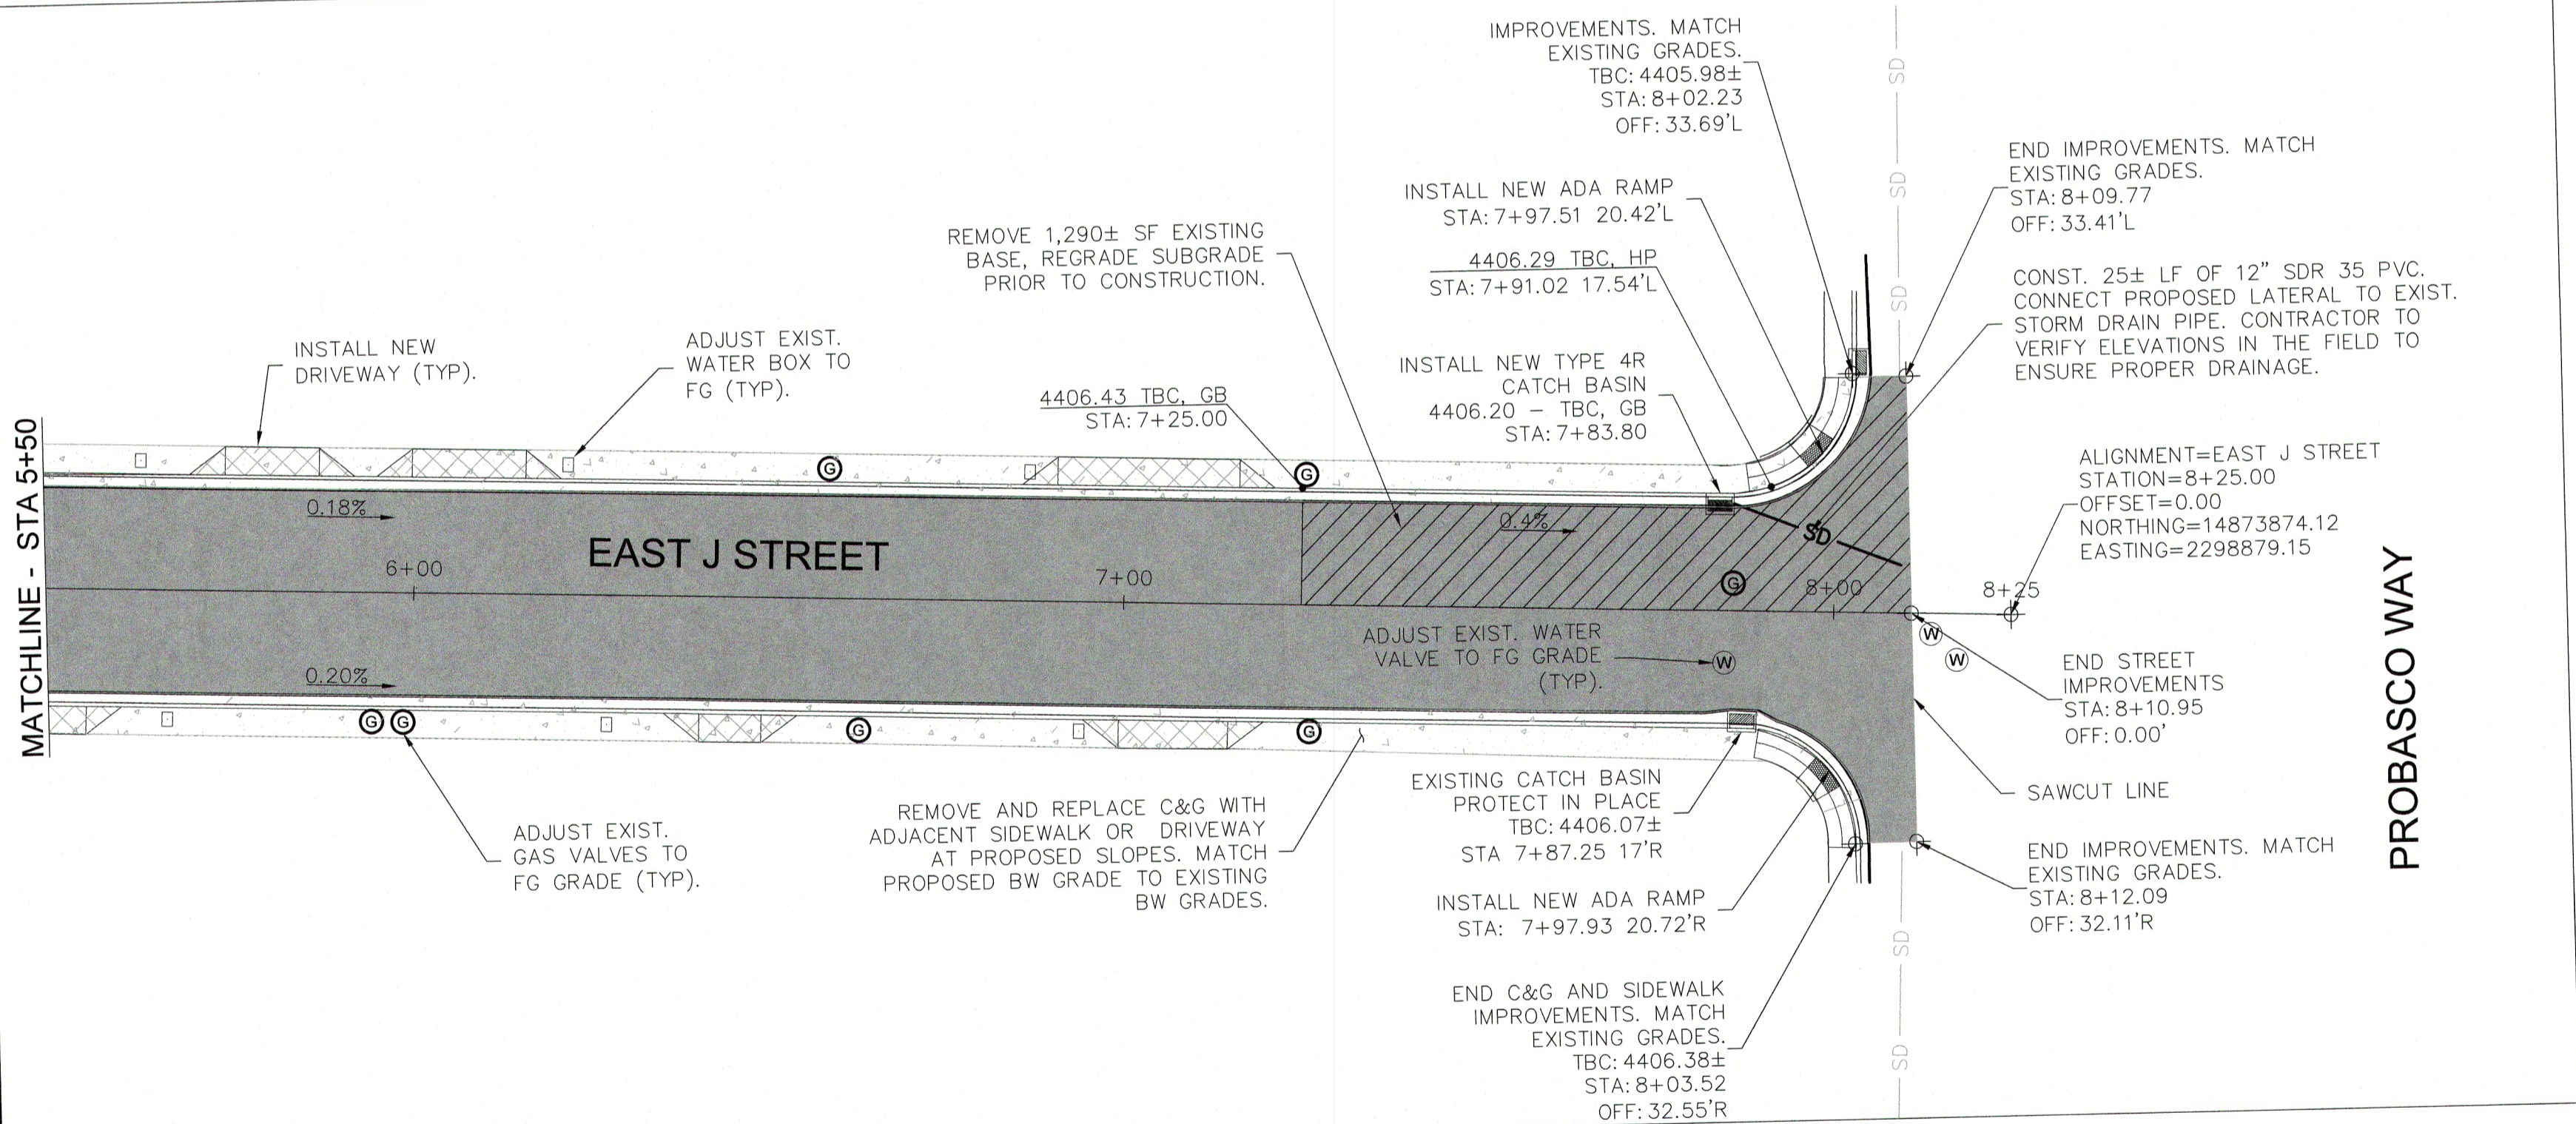 IMPROVEMENTS. MATCH
EXISTING GRADES.
TBC: 4405.98±
STA: 8+02.23
OFF: 33.69'L
SD
SD
SD
END IMPROVEMENTS. MATCH
EXISTING GRADES.
STA: 8+09.77
OFF: 33.41'L
INSTALL NEW ADA RAMP
STA: 7+97.51 20.42'L
REMOVE 1,290± SF EXISTING
BASE, REGRADE SUBGRADE
PRIOR TO CONSTRUCTION.
4406.29 TBC, HP
STA: 7+91.02 17.54'L
CONST. 25± LF OF 12" SDR 35 PVC.
CONNECT PROPOSED LATERAL TO EXIST.
STORM DRAIN PIPE. CONTRACTOR TO
VERIFY ELEVATIONS IN THE FIELD TO
ENSURE PROPER DRAINAGE.
INSTALL NEW
DRIVEWAY (TYP).
ADJUST EXIST.
WATER BOX TO
FG (TYP).
4406.43 TBC, GB
STA: 7+25.00
INSTALL NEW TYPE 4R
CATCH BASIN
4406.20 - TBC, GB
STA: 7+83.80
MATCHLINE - STA 5+50
G
G
ALIGNMENT=EAST J STREET
STATION=8+25.00
OFFSET=0.00
NORTHING=14873874.12
EASTING=2298879.15
0.18%
0.4%
SD
EAST J STREET
6+00
7+00
G
8+00
8+25
PROBASCO WAY
ADJUST EXIST. WATER
VALVE TO FG GRADE
(TYP).
W
W
W
END STREET
IMPROVEMENTS
STA: 8+10.95
OFF: 0.00'
0.20%
G
G
G
G
SAWCUT LINE
ADJUST EXIST.
GAS VALVES TO
FG GRADE (TYP).
REMOVE AND REPLACE C&G WITH
ADJACENT SIDEWALK OR DRIVEWAY
AT PROPOSED SLOPES. MATCH
PROPOSED BW GRADE TO EXISTING
BW GRADES.
EXISTING CATCH BASIN
PROTECT IN PLACE
TBC: 4406.07±
STA 7+87.25 17'R
END IMPROVEMENTS. MATCH
EXISTING GRADES.
STA: 8+12.09
OFF: 32.11'R
INSTALL NEW ADA RAMP
STA: 7+97.93 20.72'R
SD
END C&G AND SIDEWALK
IMPROVEMENTS. MATCH
EXISTING GRADES.
TBC: 4406.38±
STA: 8+03.52
OFF: 32.55'R
SD